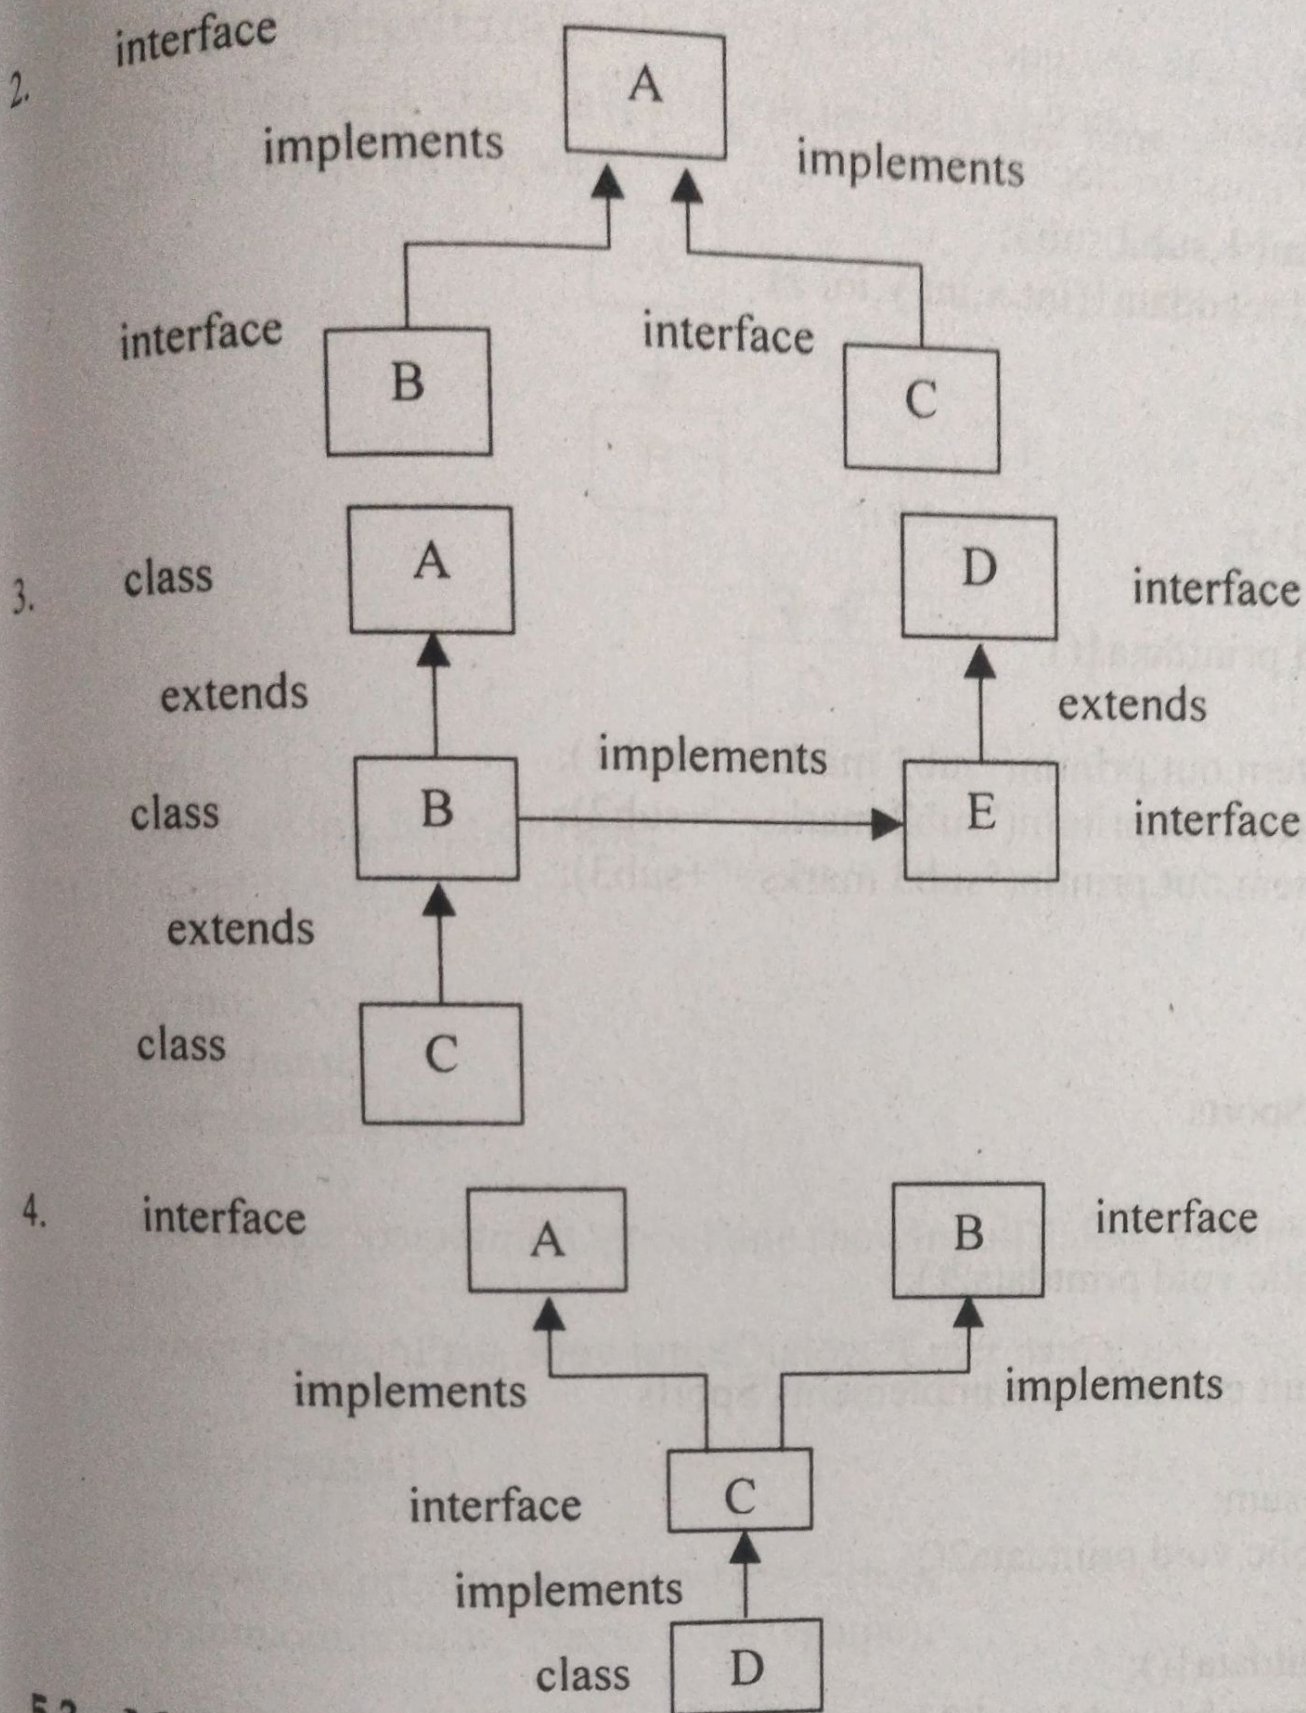 interface
2.
A
implements
implements
interface
B
interface
C
3.
class
A
D
interface
extends
extends
implements
class
B
E
interface
extends
class
C
4.
interface
A
B
interface
implements
implements
interface
C
implements
class
D